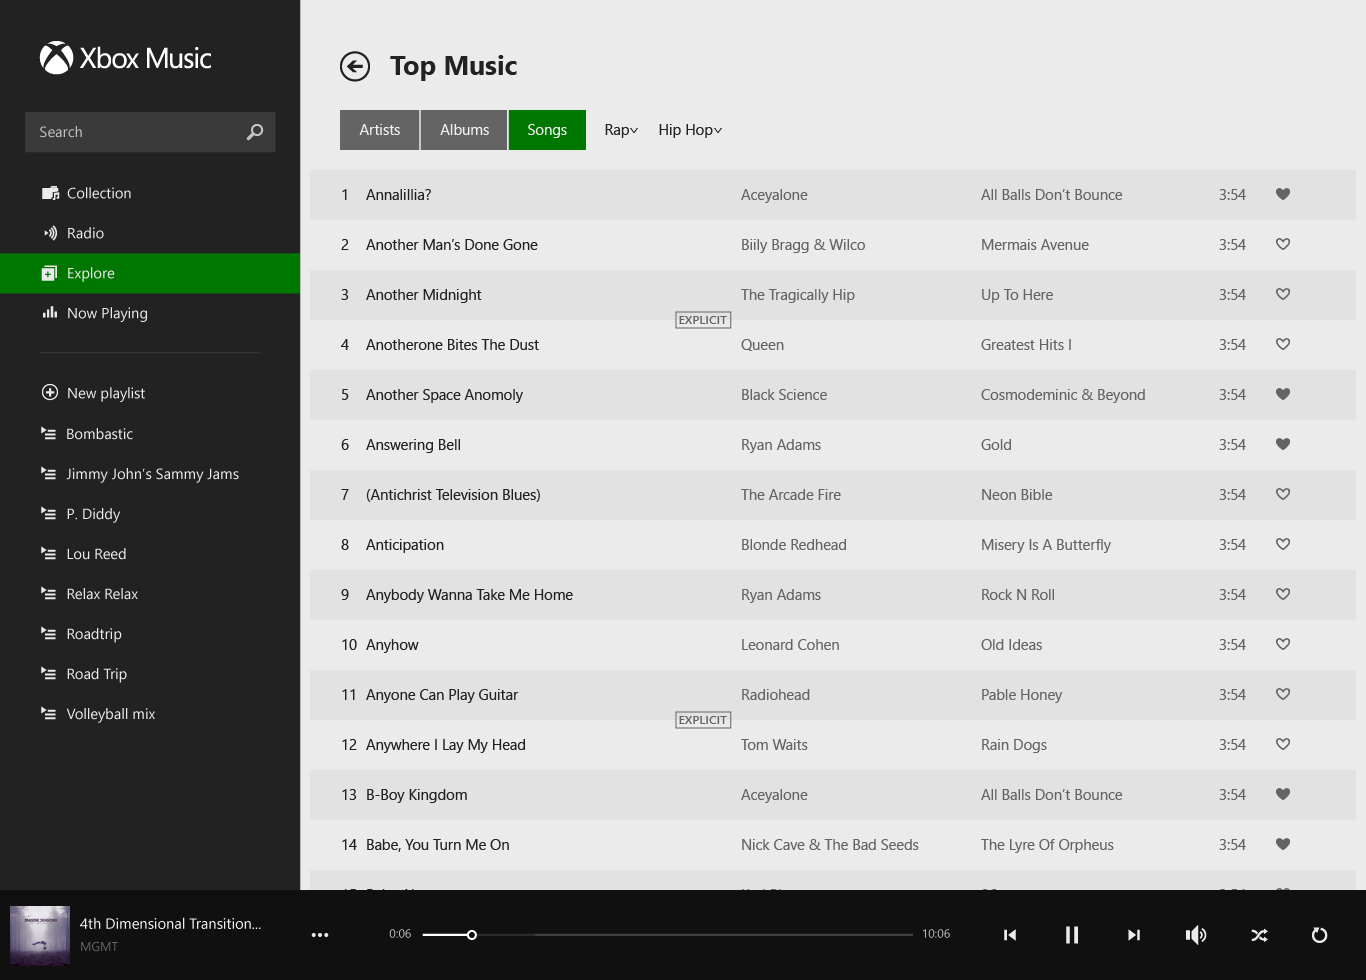 Xbox Music
Search
Collection
Radio
Explore
Now Playing
New playlist
Bombastic
Jimmy John's Sammy Jams
P. Diddy
Lou Reed
Relax Relax
Roadtrip
Road Trip
Volleyball mix
Top Music
Artists Albums Songs Rap Hip Hop
1 Annalillia? Aceyalone All Balls Don't Bounce 3:54
2 Another Man's Done Gone Biily Bragg & Wilco Mermais Avenue 3:54
3 Another Midnight The Tragically Hip Up To Here 3:54
EXPLICIT
4 Anotherone Bites The Dust Queen Greatest Hits I 3:54
5 Another Space Anomoly Black Science Cosmodeminic & Beyond 3:54
6 Answering Bell Ryan Adams Gold 3:54
7 (Antichrist Television Blues) The Arcade Fire Neon Bible 3:54
8 Anticipation Blonde Redhead Misery Is A Butterfly 3:54
9 Anybody Wanna Take Me Home Ryan Adams Rock N Roll 3:54
10 Anyhow Leonard Cohen Old Ideas 3:54
11 Anyone Can Play Guitar Radiohead Pable Honey 3:54
EXPLICIT
12 Anywhere I Lay My Head Tom Waits Rain Dogs 3:54
13 B-Boy Kingdom Aceyalone All Balls Don't Bounce 3:54
14 Babe, You Turn Me On Nick Cave & The Bad Seeds The Lyre Of Orpheus 3:54
4th Dimensional Transition...
MGMT
0:06 10:06